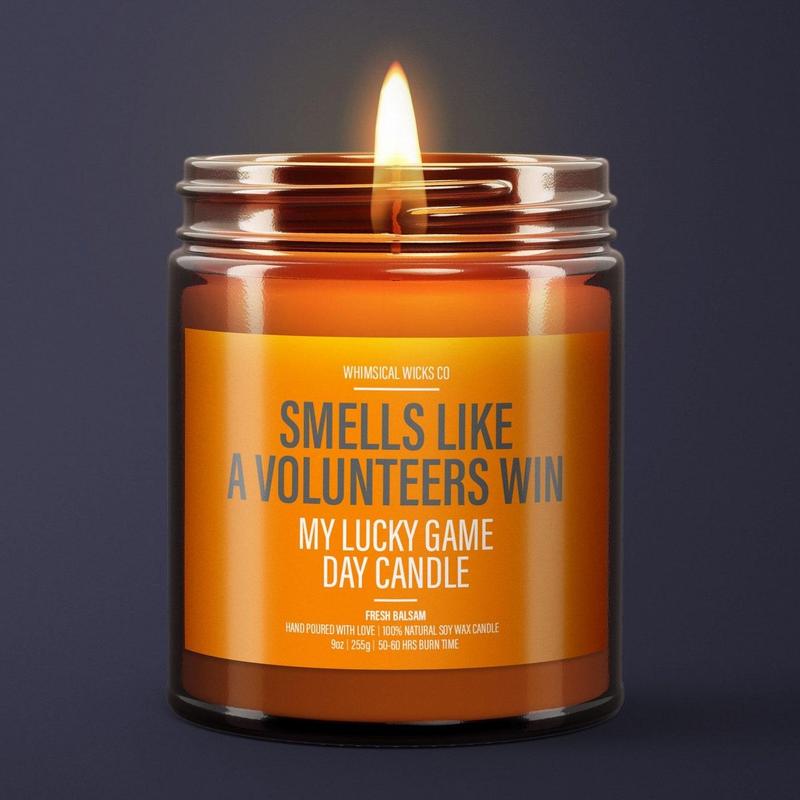 WHIMSICAL WICKS CO
SMELLS LIKE
A VOLUNTEERS WIN
MY LUCKY GAME
DAY CANDLE
FRESH BALSAM
HAND POURED WITH LOVE | 100% NATURAL SOY WAX CANDLE
9oz | 255g | 50-60 HRS BURN TIME